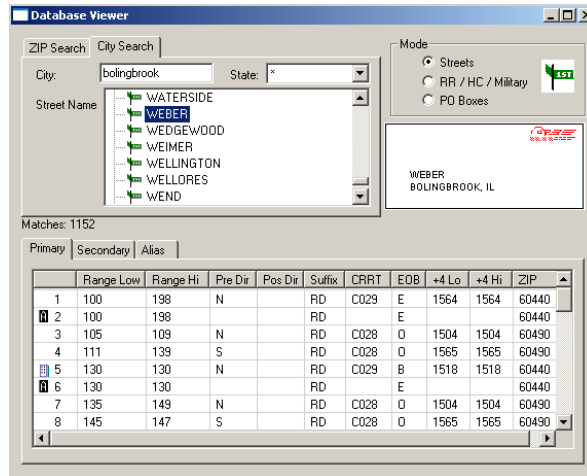 Database Viewer
ZIP Search City Search
City: bolingbrook State: *
Street Name
WATERSIDE
WEBER
WEDGEWOOD
WEIMER
WELLINGTON
WELLORES
WEND
Mode
Streets
RR / HC / Military
PO Boxes
1ST
WEBER
BOLINGBROOK, IL
Matches: 1152
Primary Secondary Alias
Range Low Range Hi Pre Dir Pos Dir Suffix CRRT EOB +4 Lo +4 Hi ZIP
1 100 198 N RD C029 E 1564 1564 60440
A 2 100 198 RD E 60440
3 105 109 N RD C028 O 1504 1504 60490
4 111 139 S RD C028 O 1565 1565 60490
5 130 130 N RD C029 B 1518 1518 60440
A 6 130 130 RD E 60440
7 135 149 N RD C028 O 1504 1504 60490
8 145 147 S RD C028 O 1565 1565 60490